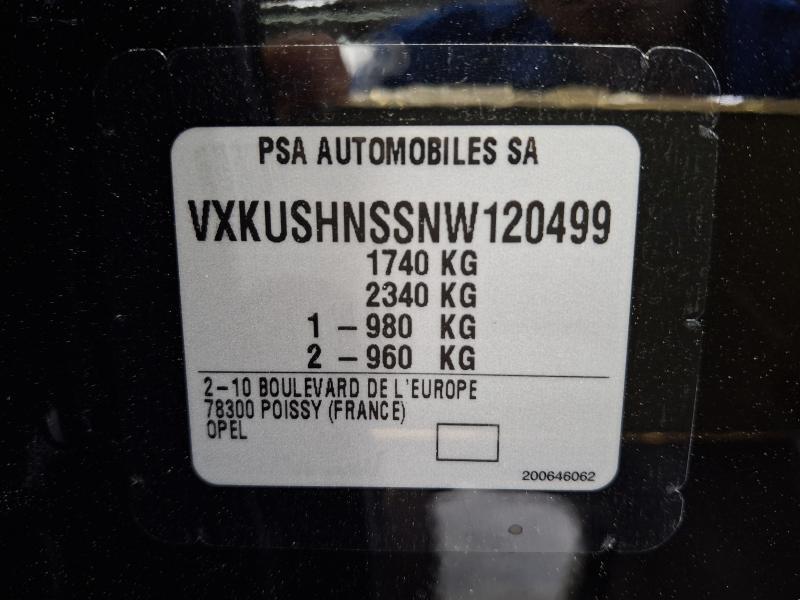 PSA AUTOMOBILES SA
VXKUSHNSSNW120499
1740 KG
2340 KG
1 – 980 KG
2 – 960 KG
2–10 BOULEVARD DE L'EUROPE
78300 POISSY (FRANCE)
OPEL
200646062